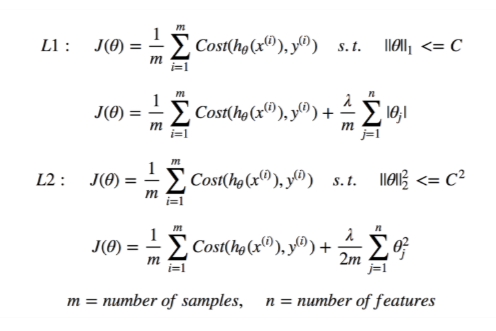 L1 : J(θ) = 1/m ∑_{i=1}^{m} Cost(h_θ(x^{(i)}), y^{(i)}) s.t. ||θ||_1 <= C
J(θ) = 1/m ∑_{i=1}^{m} Cost(h_θ(x^{(i)}), y^{(i)}) + λ/m ∑_{j=1}^{n} |θ_j|
L2 : J(θ) = 1/m ∑_{i=1}^{m} Cost(h_θ(x^{(i)}), y^{(i)}) s.t. ||θ||_2^2 <= C^2
J(θ) = 1/m ∑_{i=1}^{m} Cost(h_θ(x^{(i)}), y^{(i)}) + λ/2m ∑_{j=1}^{n} θ_j^2
m = number of samples, n = number of features